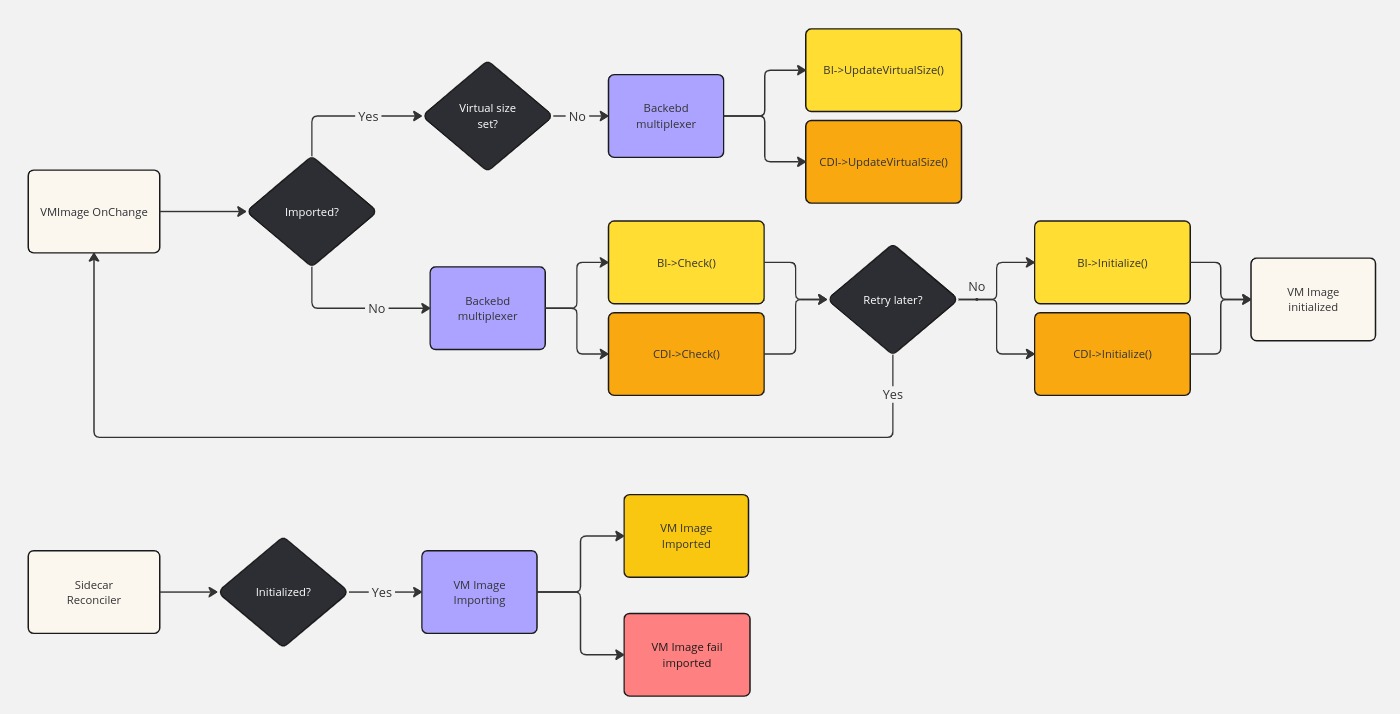 VMImage OnChange
Imported?
Yes
Virtual size
set?
No
Backebd
multiplexer
BI->UpdateVirtualSize()
CDI->UpdateVirtualSize()
No
Backebd
multiplexer
BI->Check()
CDI->Check()
Retry later?
No
BI->Initialize()
CDI->Initialize()
VM Image
initialized
Yes
Sidecar
Reconciler
Initialized?
Yes
VM Image
Importing
VM Image
Imported
VM Image fail
imported